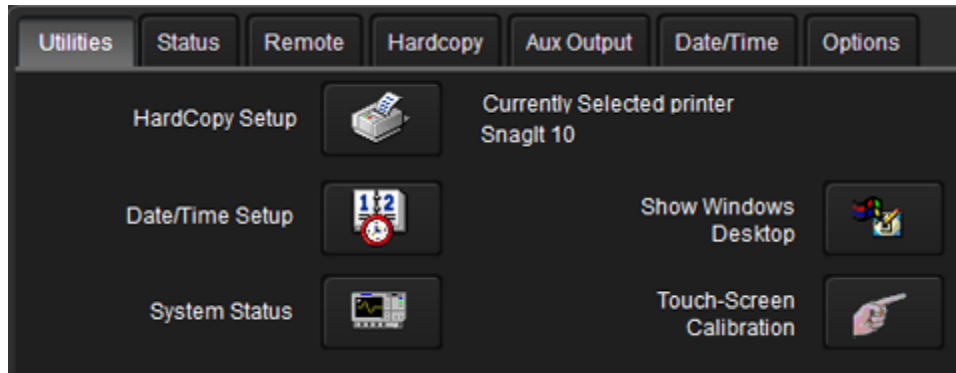 Utilities Status Remote Hardcopy Aux Output Date/Time Options
HardCopy Setup
Currently Selected printer
SnagIt 10
Date/Time Setup
Show Windows
Desktop
System Status
Touch-Screen
Calibration